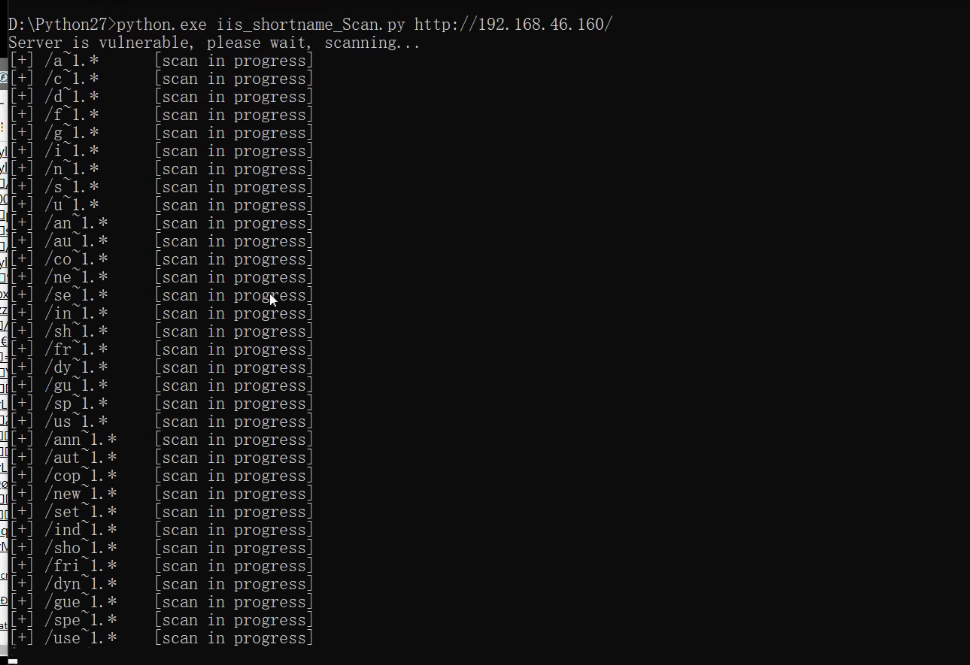 D:\Python27>python.exe iis_shortname_Scan.py http://192.168.46.160/
Server is vulnerable, please wait, scanning...
[+] /a~1.* [scan in progress]
[+] /c~1.* [scan in progress]
[+] /d~1.* [scan in progress]
[+] /f~1.* [scan in progress]
[+] /g~1.* [scan in progress]
[+] /i~1.* [scan in progress]
[+] /n~1.* [scan in progress]
[+] /s~1.* [scan in progress]
[+] /u~1.* [scan in progress]
[+] /an~1.* [scan in progress]
[+] /au~1.* [scan in progress]
[+] /co~1.* [scan in progress]
[+] /ne~1.* [scan in progress]
[+] /se~1.* [scan in progress]
[+] /in~1.* [scan in progress]
[+] /sh~1.* [scan in progress]
[+] /fr~1.* [scan in progress]
[+] /dy~1.* [scan in progress]
[+] /gu~1.* [scan in progress]
[+] /sp~1.* [scan in progress]
[+] /us~1.* [scan in progress]
[+] /ann~1.* [scan in progress]
[+] /aut~1.* [scan in progress]
[+] /cop~1.* [scan in progress]
[+] /new~1.* [scan in progress]
[+] /set~1.* [scan in progress]
[+] /ind~1.* [scan in progress]
[+] /sho~1.* [scan in progress]
[+] /fri~1.* [scan in progress]
[+] /dyn~1.* [scan in progress]
[+] /gue~1.* [scan in progress]
[+] /spe~1.* [scan in progress]
[+] /use~1.* [scan in progress]